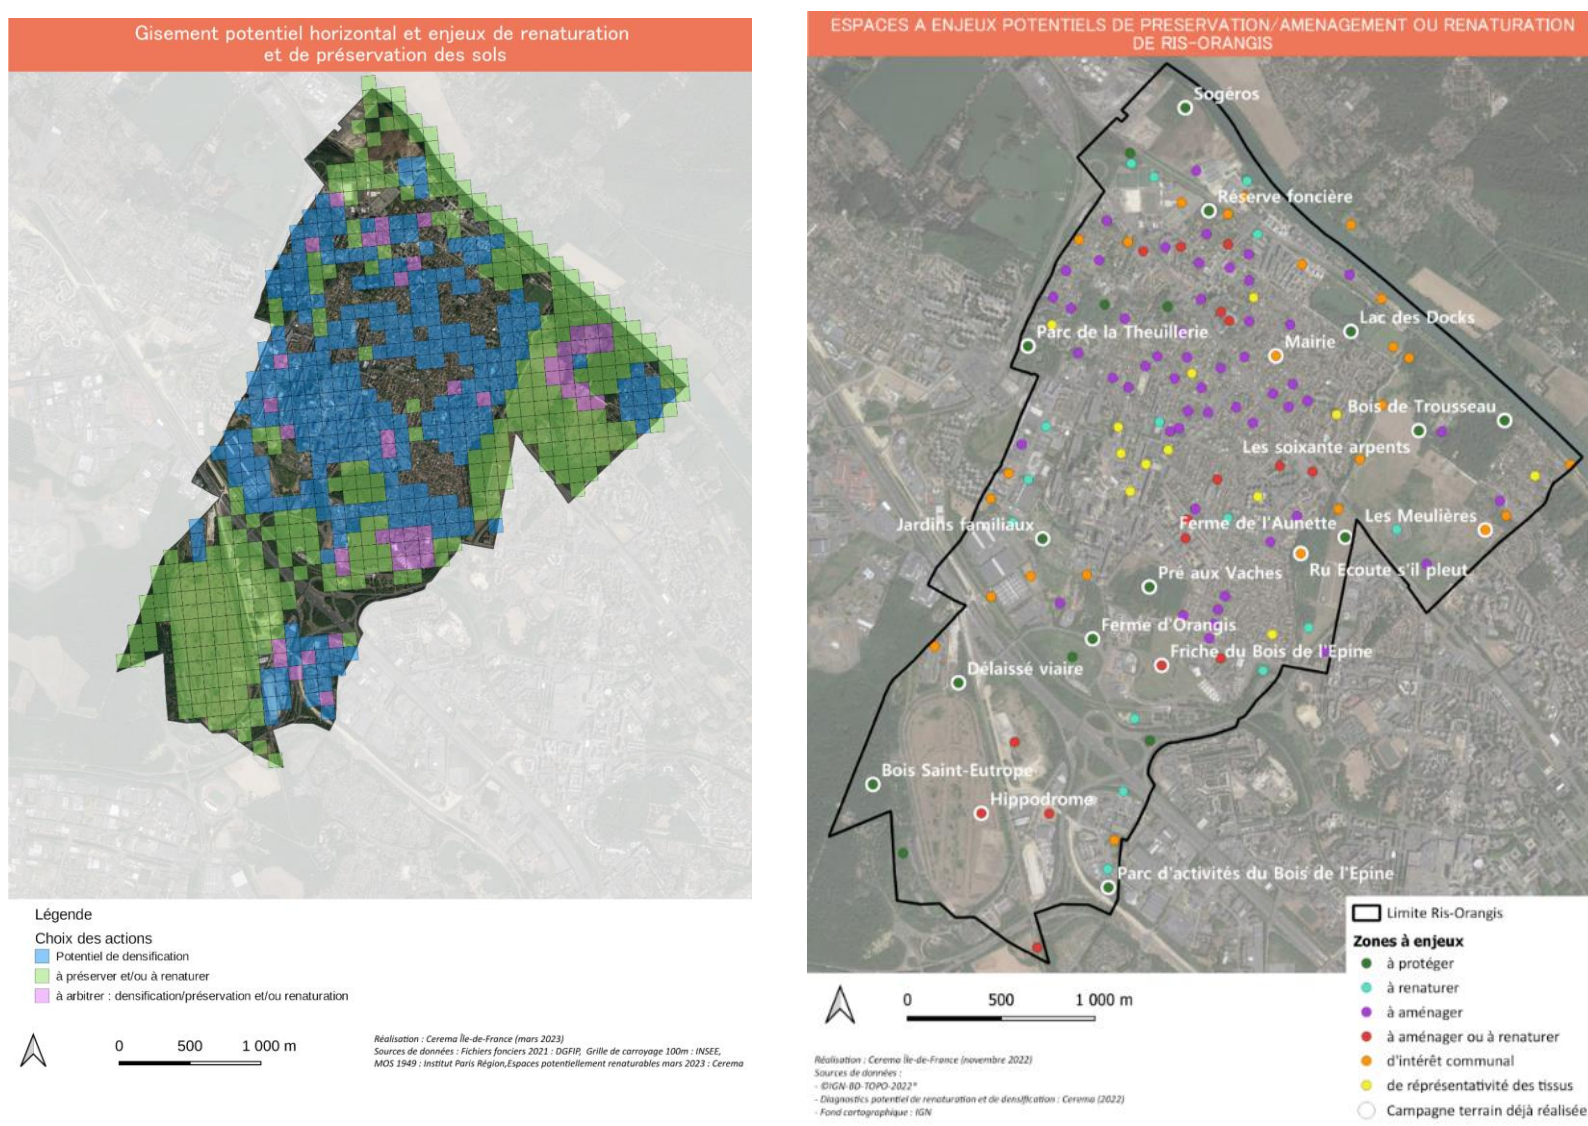 Gisement potentiel horizontal et enjeux de renaturation
et de préservation des sols
Légende
Choix des actions
Potentiel de densification
à préserver et/ou à renaturer
à arbitrer : densification/préservation et/ou renaturation
0 500 1 000 m
Réalisation : Cerema Île-de-France (mars 2023)
Sources de données : Fichiers fonciers 2021 : DGFIP, Grille de carroyage 100m : INSEE,
MOS 1949 : Institut Paris Région,Espaces potentiellement renaturables mars 2023 : Cerema
ESPACES A ENJEUX POTENTIELS DE PRESERVATION/AMENAGEMENT OU RENATURATION
DE RIS-ORANGIS
Sogéros
Réserve foncière
Lac des Docks
Parc de la Theuillerie
Mairie
Bois de Trousseau
Les soixante arpents
Jardins familiaux
Ferme de l'Aunette
Les Meulières
Pré aux Vaches
Ru Ecoute s'il pleut
Ferme d'Orangis
Friche du Bois de l'Epine
Délaissé viaire
Bois Saint-Eutrope
Hippodrome
Parc d'activités du Bois de l'Epine
Limite Ris-Orangis
Zones à enjeux
à protéger
à renaturer
à aménager
à aménager ou à renaturer
d'intérêt communal
de réprésentativité des tissus
Campagne terrain déjà réalisée
0 500 1 000 m
Réalisation : Cerema Île-de-France (novembre 2022)
Sources de données :
- ©IGN-BD-TOPO-2022*
- Diagnostics potentiel de renaturation et de densification : Cerema (2022)
- Fond cartographique : IGN